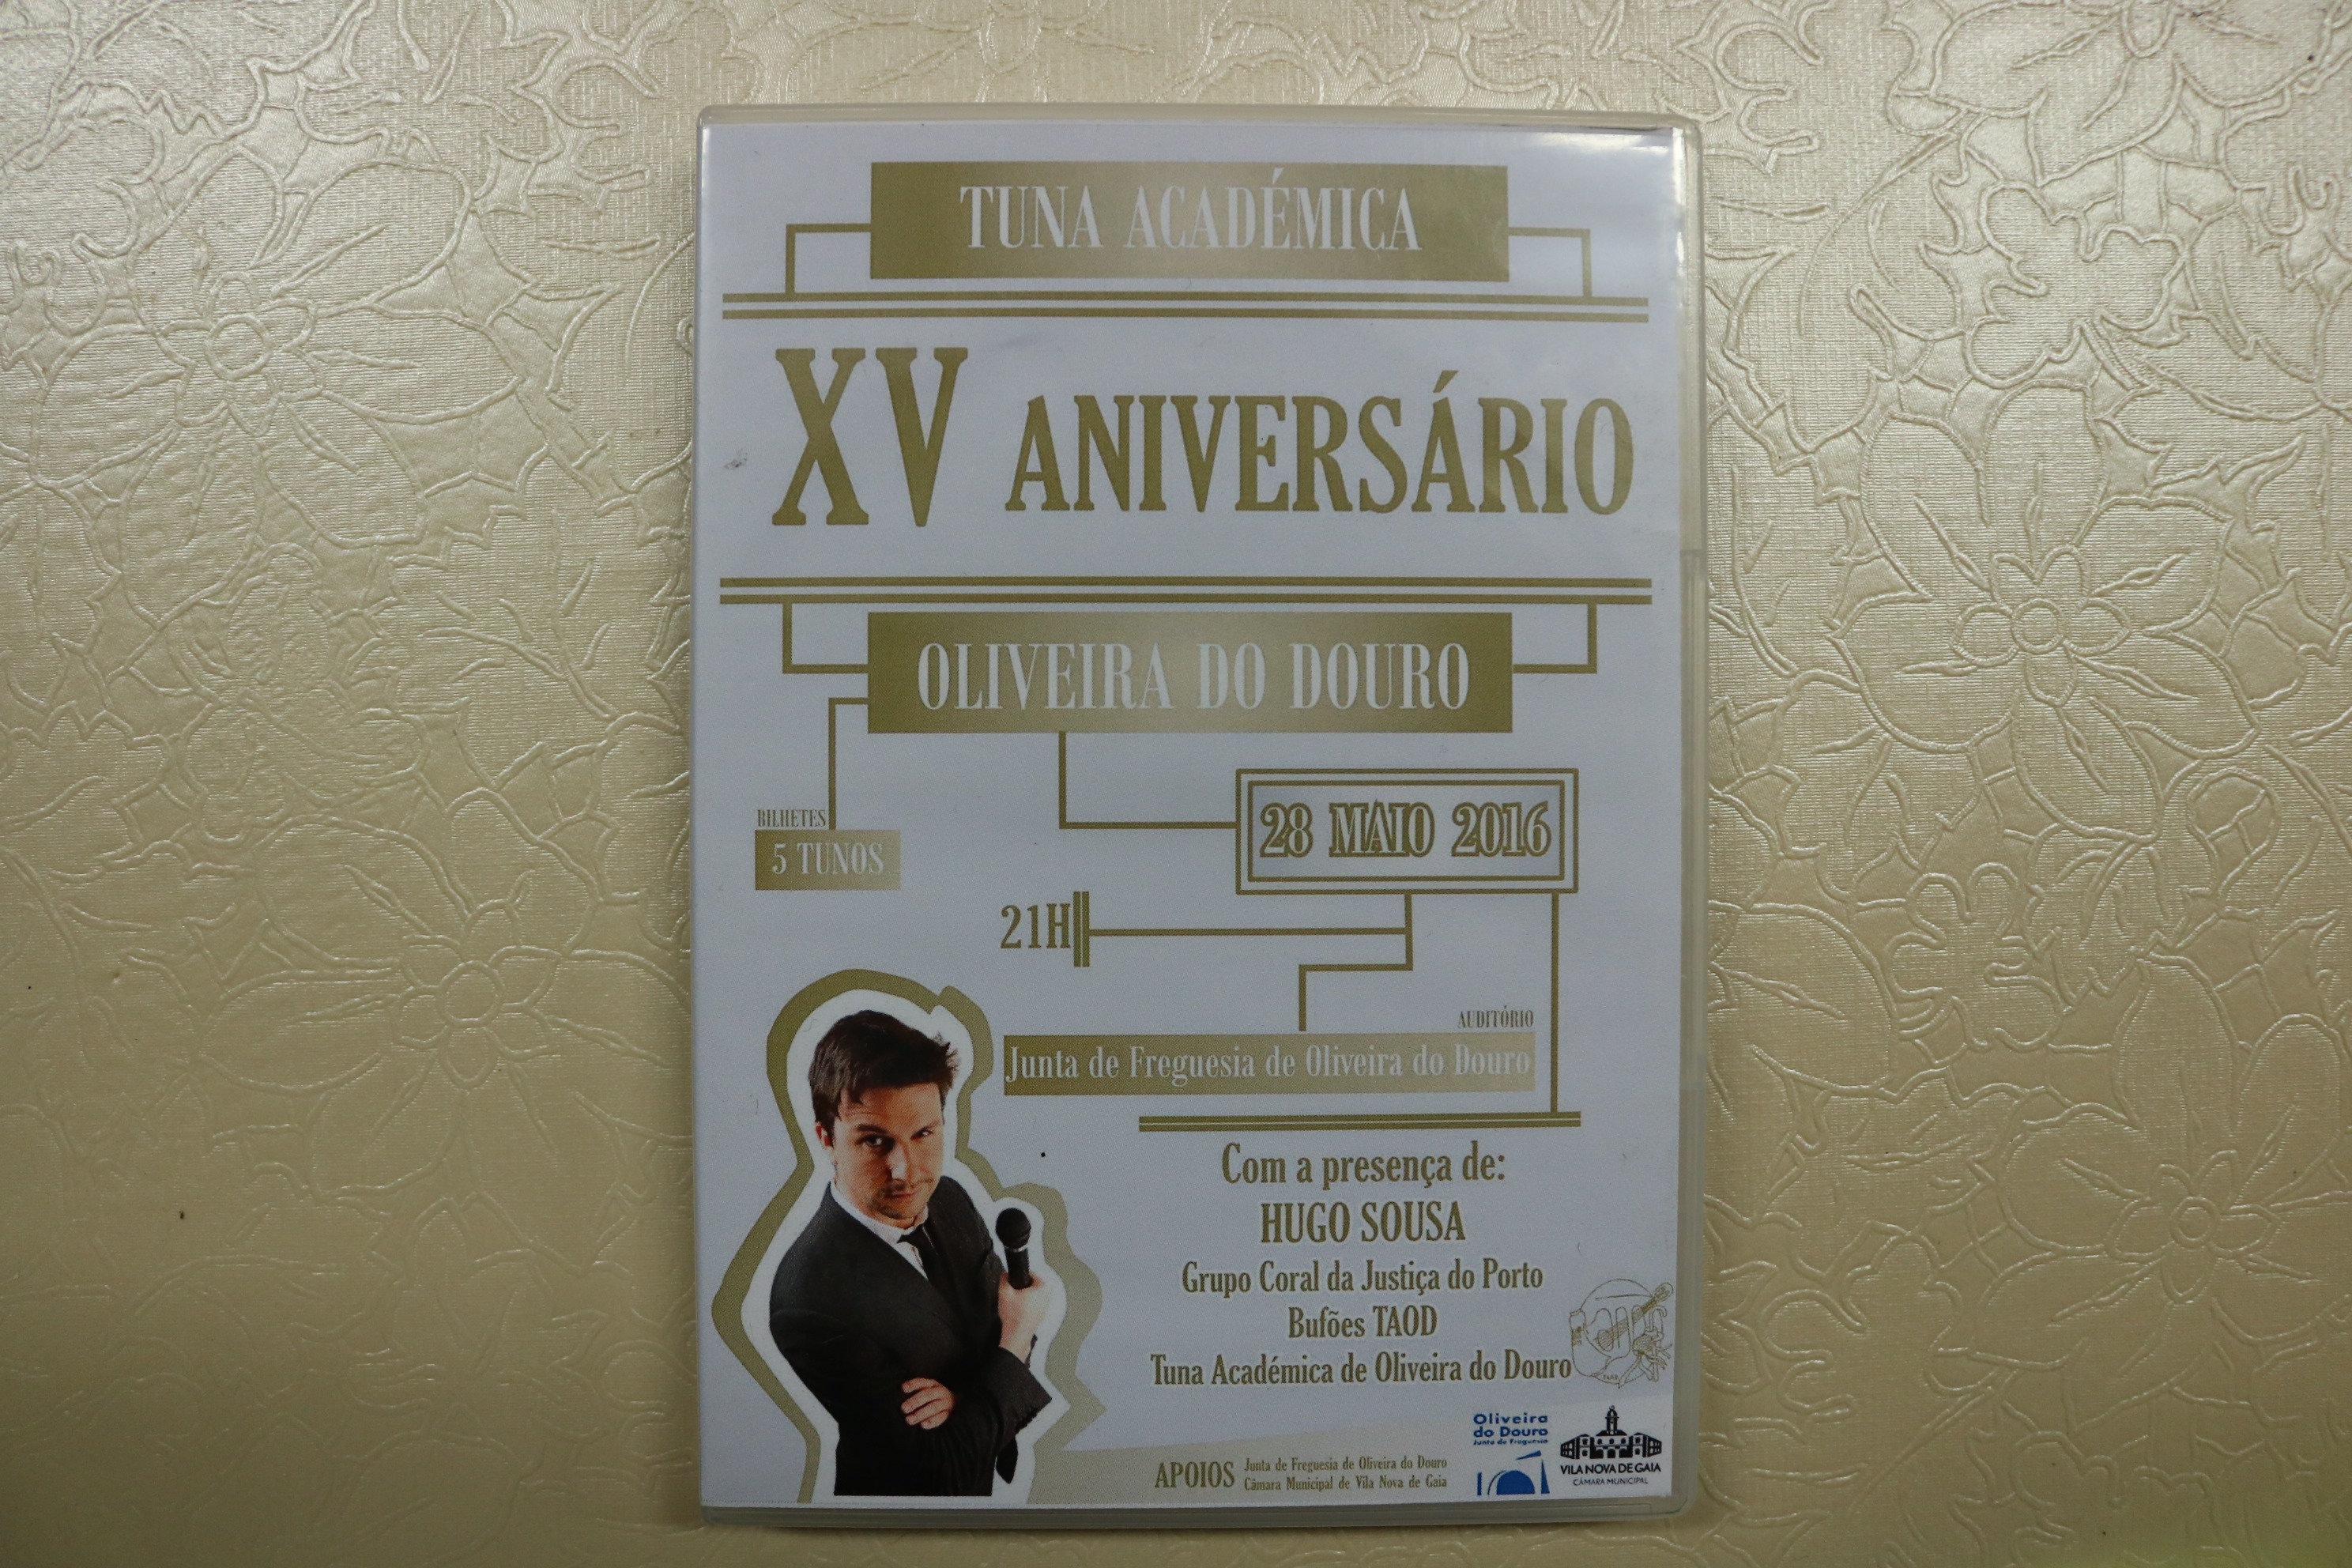 TUNA ACADÉMICA
XV ANIVERSÁRIO
OLIVEIRA DO DOURO
BILHETES
5 TUNOS
28 MAIO 2016
21H
AUDITÓRIO
Junta de Freguesia de Oliveira do Douro
Com a presença de:
HUGO SOUSA
Grupo Coral da Justiça do Porto
Bufões TAOD
Tuna Académica de Oliveira do Douro
APOIOS
Junta de Freguesia de Oliveira do Douro
Câmara Municipal de Vila Nova de Gaia
Oliveira
do Douro
Junta de Freguesia
VILA NOVA DE GAIA
CÂMARA MUNICIPAL